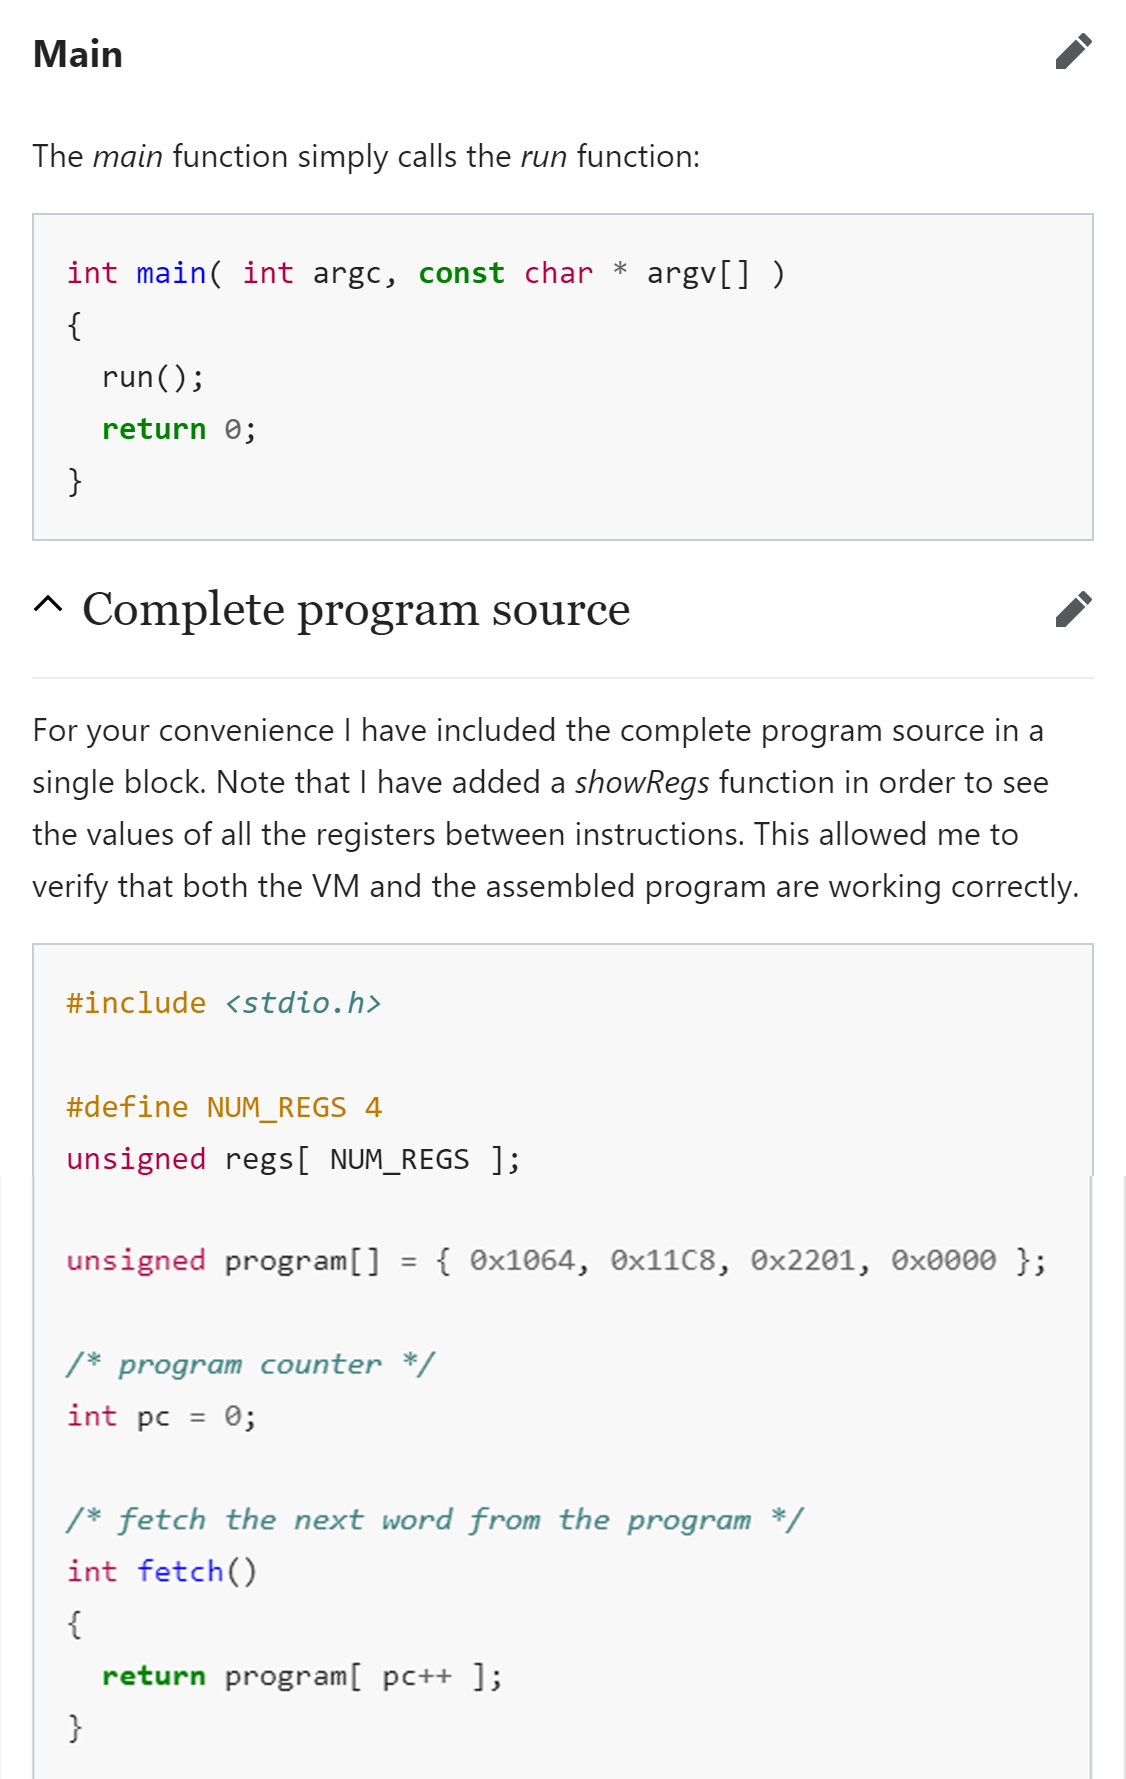 Main
The main function simply calls the run function:
int main( int argc, const char * argv[] )
{
  run();
  return 0;
}
Complete program source
For your convenience I have included the complete program source in a
single block. Note that I have added a showRegs function in order to see
the values of all the registers between instructions. This allowed me to
verify that both the VM and the assembled program are working correctly.
#include <stdio.h>
#define NUM_REGS 4
unsigned regs[ NUM_REGS ];
unsigned program[] = { 0x1064, 0x11C8, 0x2201, 0x0000 };
/* program counter */
int pc = 0;
/* fetch the next word from the program */
int fetch()
{
  return program[ pc++ ];
}